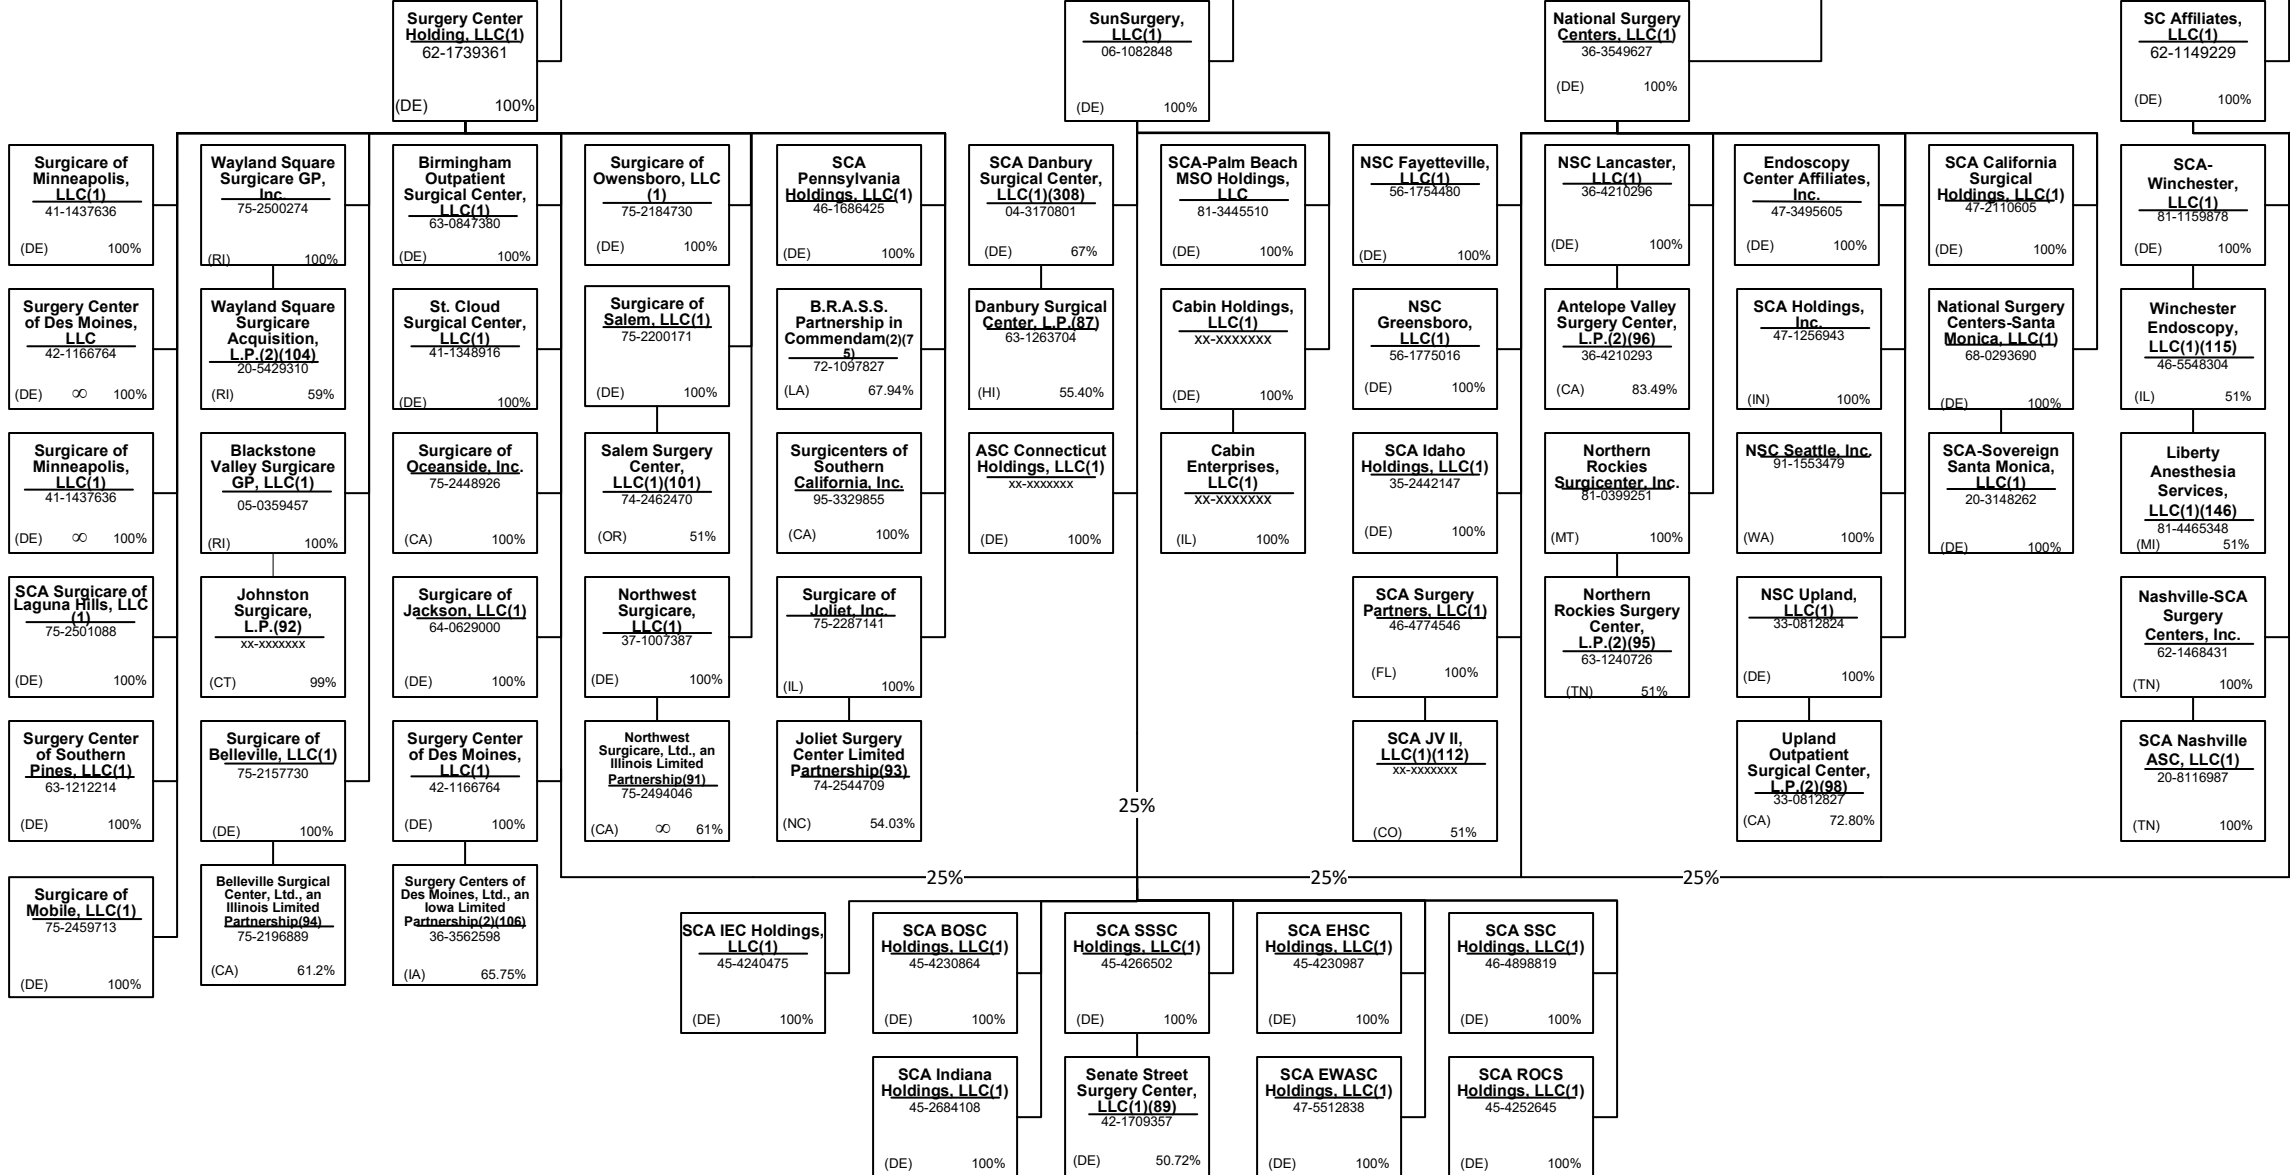 Surgery Center
Holding, LLC(1)
62-1739361
(DE) 100%
SunSurgery,
LLC(1)
06-1082848
(DE) 100%
National Surgery
Centers, LLC(1)
36-3549627
(DE) 100%
SC Affiliates,
LLC(1)
62-1149229
(DE) 100%
Surgicare of
Minneapolis,
LLC(1)
41-1437636
(DE) 100%
Wayland Square
Surgicare GP,
Inc.
75-2500274
(RI) 100%
Birmingham
Outpatient
Surgical Center,
LLC(1)
63-0847380
(DE) 100%
Surgicare of
Owensboro, LLC
(1)
75-2184730
(DE) 100%
SCA
Pennsylvania
Holdings, LLC(1)
46-1686425
(DE) 100%
SCA Danbury
Surgical Center,
LLC(1)(308)
04-3170801
(DE) 67%
SCA-Palm Beach
MSO Holdings,
LLC
81-3445510
(DE) 100%
NSC Fayetteville,
LLC(1)
56-1754480
(DE) 100%
NSC Lancaster,
LLC(1)
36-4210296
(DE) 100%
Endoscopy
Center Affiliates,
Inc.
47-3495605
(DE) 100%
SCA California
Surgical
Holdings, LLC(1)
47-2110605
(DE) 100%
SCA-
Winchester,
LLC(1)
81-1159878
(DE) 100%
Surgery Center
of Des Moines,
LLC
42-1166764
(DE) ∞ 100%
Wayland Square
Surgicare
Acquisition,
L.P.(2)(104)
20-5429310
(RI) 59%
St. Cloud
Surgical Center,
LLC(1)
41-1348916
(DE) 100%
Surgicare of
Salem, LLC(1)
75-2200171
(DE) 100%
B.R.A.S.S.
Partnership in
Commendam(2)(7
5)
72-1097827
(LA) 67.94%
Danbury Surgical
Center, L.P.(87)
63-1263704
(HI) 55.40%
Cabin Holdings,
LLC(1)
xx-xxxxxxx
(DE) 100%
NSC
Greensboro,
LLC(1)
56-1775016
(DE) 100%
Antelope Valley
Surgery Center,
L.P.(2)(96)
36-4210293
(CA) 83.49%
SCA Holdings,
Inc.
47-1256943
(IN) 100%
National Surgery
Centers-Santa
Monica, LLC(1)
68-0293690
(DE) 100%
Winchester
Endoscopy,
LLC(1)(115)
46-5548304
(IL) 51%
Surgicare of
Minneapolis,
LLC(1)
41-1437636
(DE) ∞ 100%
Blackstone
Valley Surgicare
GP, LLC(1)
05-0359457
(RI) 100%
Surgicare of
Oceanside, Inc.
75-2448926
(CA) 100%
Salem Surgery
Center,
LLC(1)(101)
74-2462470
(OR) 51%
Surgicenters of
Southern
California, Inc.
95-3329855
(CA) 100%
ASC Connecticut
Holdings, LLC(1)
xx-xxxxxxx
(DE) 100%
Cabin
Enterprises,
LLC(1)
xx-xxxxxxx
(IL) 100%
SCA Idaho
Holdings, LLC(1)
35-2442147
(DE) 100%
Northern
Rockies
Surgicenter, Inc.
81-0399251
(MT) 100%
NSC Seattle, Inc.
91-1553479
(WA) 100%
SCA-Sovereign
Santa Monica,
LLC(1)
20-3148262
(DE) 100%
Liberty
Anesthesia
Services,
LLC(1)(146)
81-4465348
(MI) 51%
SCA Surgicare of
Laguna Hills, LLC
(1)
75-2501088
(DE) 100%
Johnston
Surgicare,
L.P.(92)
xx-xxxxxxx
(CT) 99%
Surgicare of
Jackson, LLC(1)
64-0629000
(DE) 100%
Northwest
Surgicare,
LLC(1)
37-1007387
(DE) 100%
Surgicare of
Joliet, Inc.
75-2287141
(IL) 100%
SCA Surgery
Partners, LLC(1)
46-4774546
(FL) 100%
Northern
Rockies Surgery
Center,
L.P.(2)(95)
63-1240726
(TN) 51%
NSC Upland,
LLC(1)
33-0812824
(DE) 100%
Nashville-SCA
Surgery
Centers, Inc.
62-1468431
(TN) 100%
Surgery Center
of Southern
Pines, LLC(1)
63-1212214
(DE) 100%
Surgicare of
Belleville, LLC(1)
75-2157730
(DE) 100%
Surgery Center
of Des Moines,
LLC(1)
42-1166764
(DE) 100%
Northwest
Surgicare, Ltd., an
Illinois Limited
Partnership(91)
75-2494046
(CA) ∞ 61%
Joliet Surgery
Center Limited
Partnership(93)
74-2544709
(NC) 54.03%
25%
SCA JV II,
LLC(1)(112)
xx-xxxxxxx
(CO) 51%
Upland
Outpatient
Surgical Center,
L.P.(2)(98)
33-0812827
(CA) 72.80%
SCA Nashville
ASC, LLC(1)
20-8116987
(TN) 100%
25% 25% 25%
Surgicare of
Mobile, LLC(1)
75-2459713
(DE) 100%
Belleville Surgical
Center, Ltd., an
Illinois Limited
Partnership(94)
75-2196889
(CA) 61.2%
Surgery Centers of
Des Moines, Ltd., an
Iowa Limited
Partnership(2)(106)
36-3562598
(IA) 65.75%
SCA IEC Holdings,
LLC(1)
45-4240475
(DE) 100%
SCA BOSC
Holdings, LLC(1)
45-4230864
(DE) 100%
SCA SSSC
Holdings, LLC(1)
45-4266502
(DE) 100%
SCA EHSC
Holdings, LLC(1)
45-4230987
(DE) 100%
SCA SSC
Holdings, LLC(1)
46-4898819
(DE) 100%
SCA Indiana
Holdings, LLC(1)
45-2684108
(DE) 100%
Senate Street
Surgery Center,
LLC(1)(89)
42-1709357
(DE) 50.72%
SCA EWASC
Holdings, LLC(1)
47-5512838
(DE) 100%
SCA ROCS
Holdings, LLC(1)
45-4252645
(DE) 100%